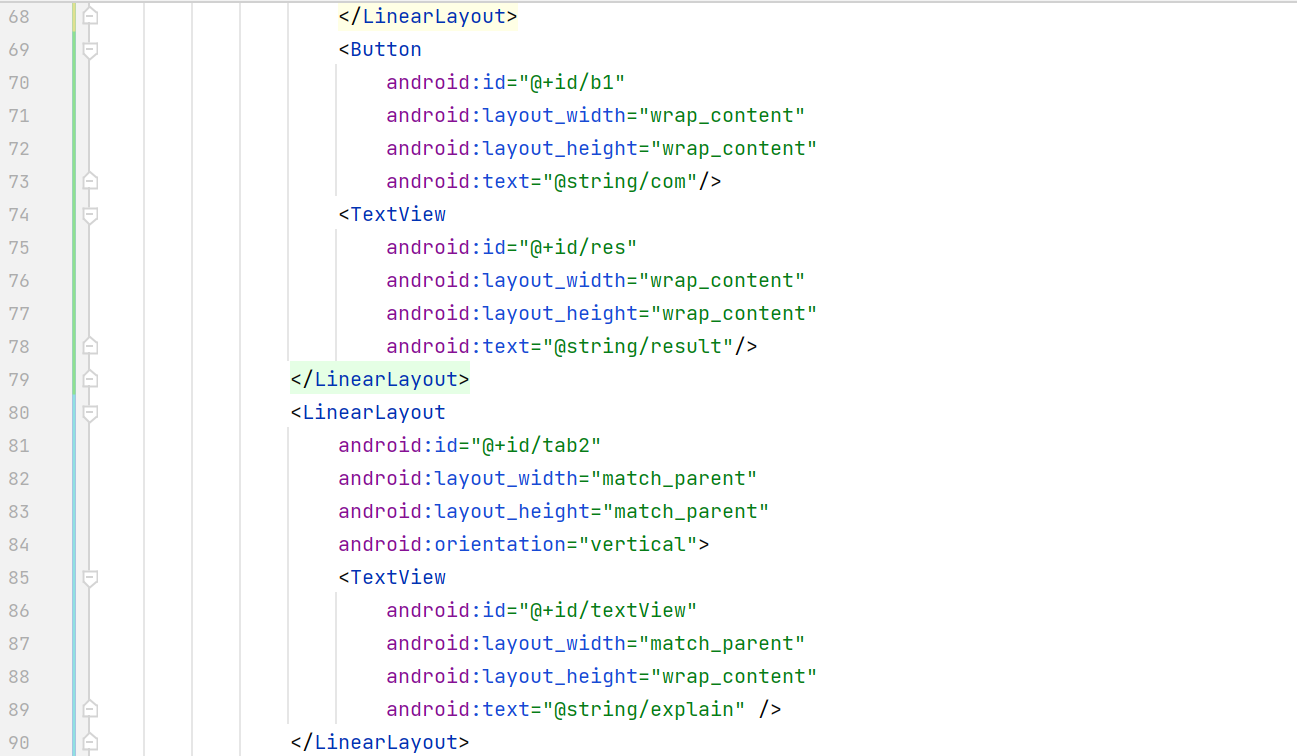 68 </LinearLayout>
69 <Button
70 android:id="@+id/b1"
71 android:layout_width="wrap_content"
72 android:layout_height="wrap_content"
73 android:text="@string/com"/>
74 <TextView
75 android:id="@+id/res"
76 android:layout_width="wrap_content"
77 android:layout_height="wrap_content"
78 android:text="@string/result"/>
79 </LinearLayout>
80 <LinearLayout
81 android:id="@+id/tab2"
82 android:layout_width="match_parent"
83 android:layout_height="match_parent"
84 android:orientation="vertical">
85 <TextView
86 android:id="@+id/textView"
87 android:layout_width="match_parent"
88 android:layout_height="wrap_content"
89 android:text="@string/explain" />
90 </LinearLayout>